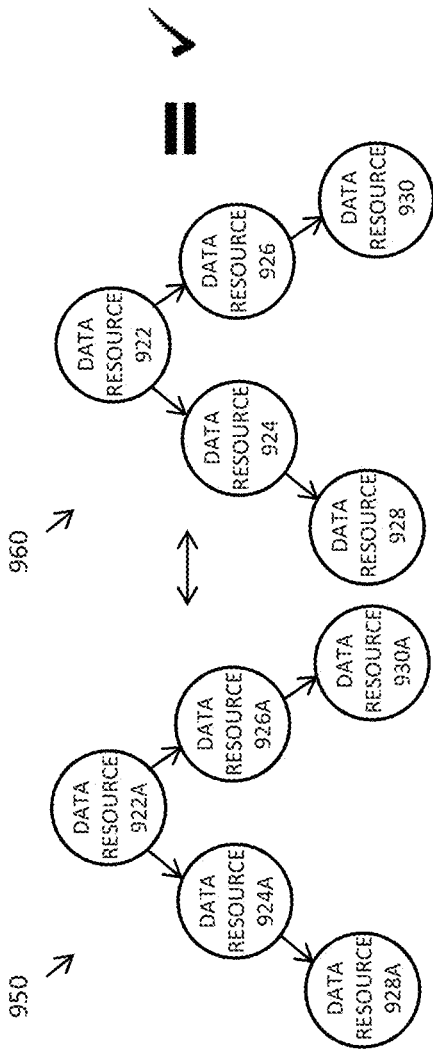 950
960
DATA
RESOURCE
922A
DATA
RESOURCE
924A
DATA
RESOURCE
926A
DATA
RESOURCE
928A
DATA
RESOURCE
930A
DATA
RESOURCE
922
DATA
RESOURCE
924
DATA
RESOURCE
926
DATA
RESOURCE
928
DATA
RESOURCE
930